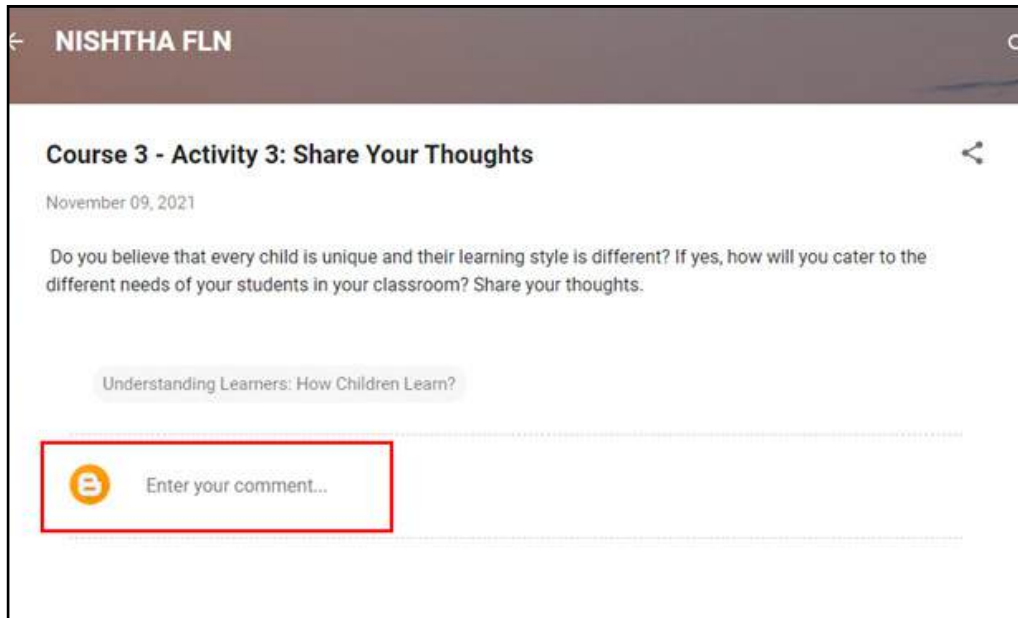 NISHTHA FLN
Course 3 - Activity 3: Share Your Thoughts
November 09, 2021
Do you believe that every child is unique and their learning style is different? If yes, how will you cater to the
different needs of your students in your classroom? Share your thoughts.
Understanding Learners: How Children Learn?
Enter your comment...